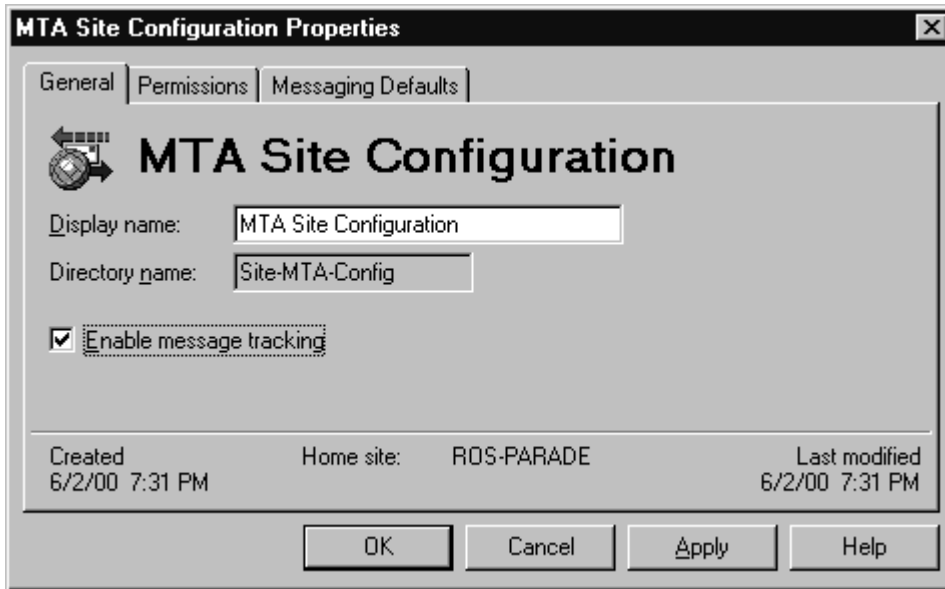 MTA Site Configuration Properties
General Permissions Messaging Defaults
MTA Site Configuration
Display name: MTA Site Configuration
Directory name: Site-MTA-Config
Enable message tracking
Created Home site: ROS-PARADE Last modified
6/2/00 7:31 PM 6/2/00 7:31 PM
OK Cancel Apply Help